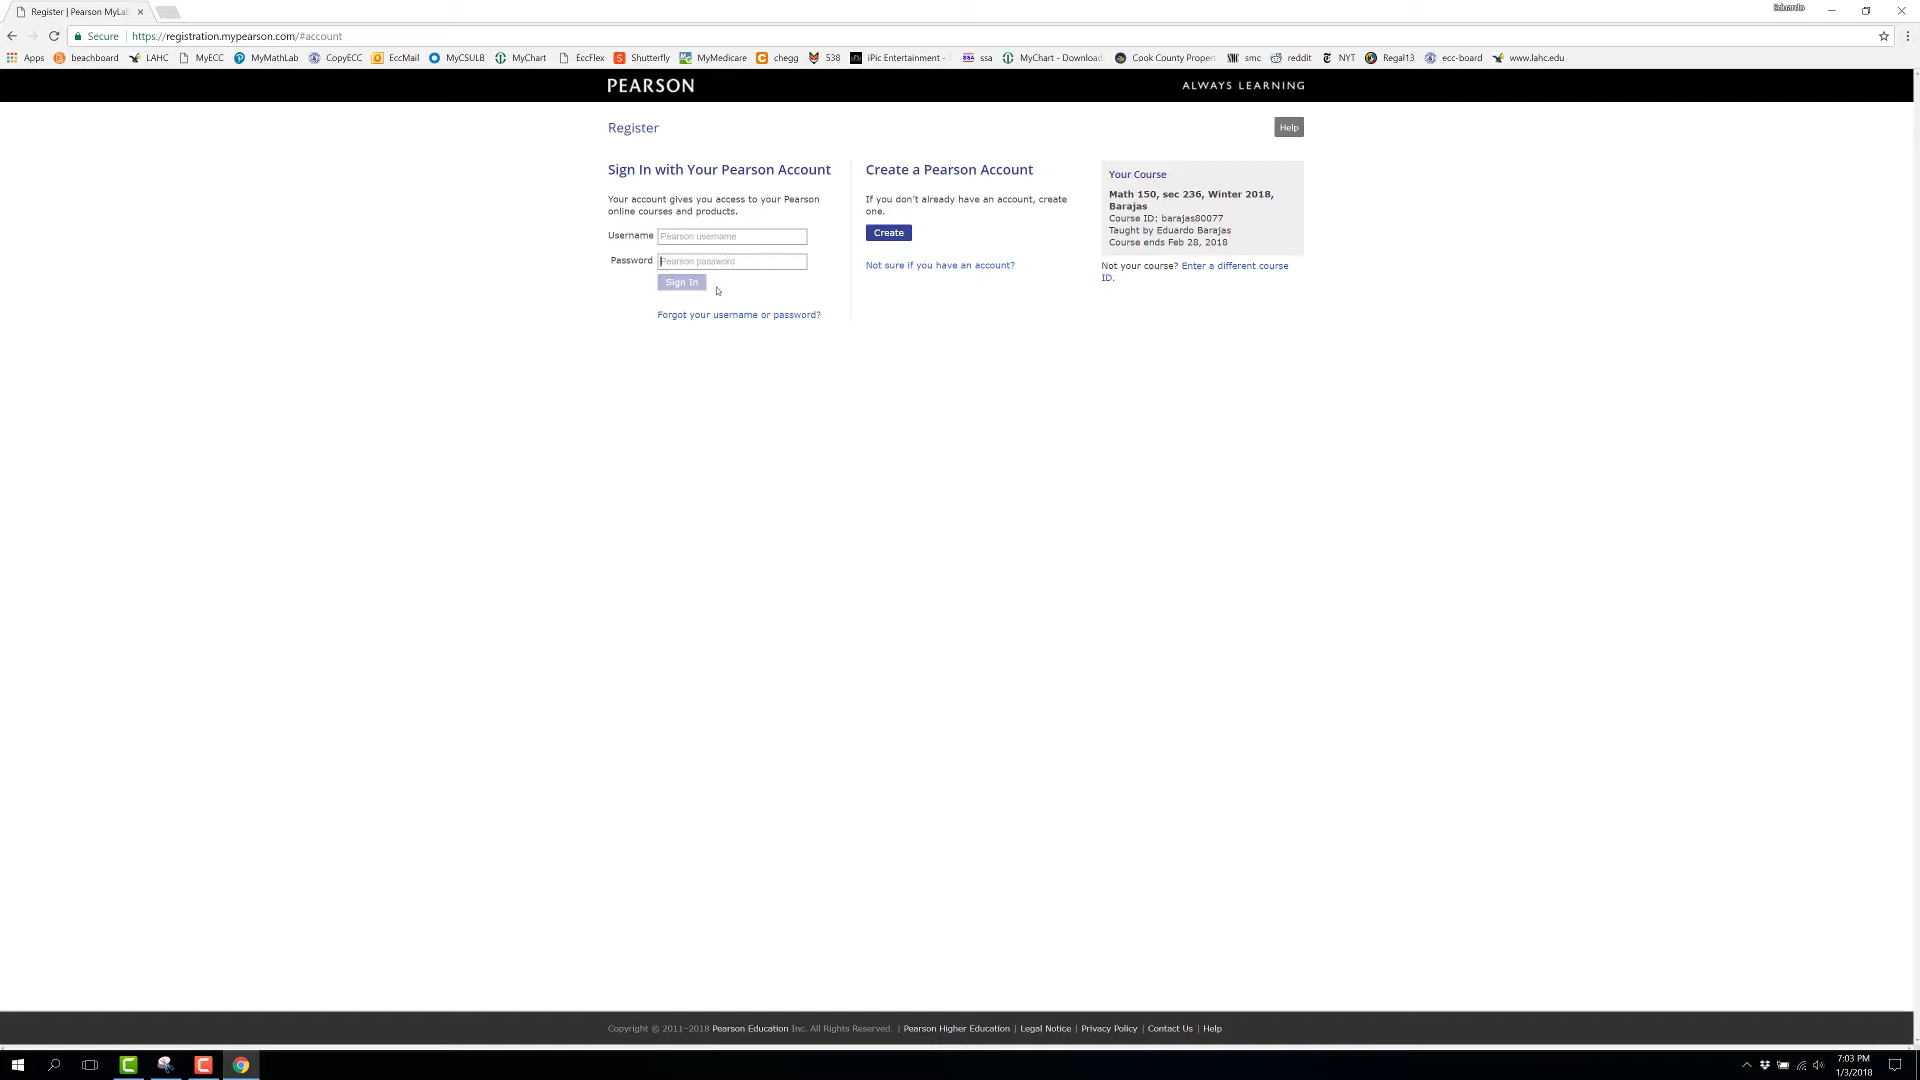 Register | Pearson MyLa
Eduardo
Secure
https://registration.mypearson.com/#account
Apps
beachboard
LAHC
MyECC
MyMathLab
CopyECC
EccMail
MyCSULB
MyChart
EccFlex
Shutterfly
MyMedicare
chegg
538
iPic Entertainment -
ssa
MyChart - Download
Cook County Propert
smc
reddit
NYT
Regal13
ecc-board
www.lahc.edu
PEARSON
ALWAYS LEARNING
Register
Help
Sign In with Your Pearson Account
Your account gives you access to your Pearson
online courses and products.
Username
Pearson username
Password
Pearson password
Sign In
Forgot your username or password?
Create a Pearson Account
If you don't already have an account, create
one.
Create
Not sure if you have an account?
Your Course
Math 150, sec 236, Winter 2018,
Barajas
Course ID: barajas80077
Taught by Eduardo Barajas
Course ends Feb 28, 2018
Not your course? Enter a different course
ID.
Copyright © 2011-2018 Pearson Education Inc. All Rights Reserved. | Pearson Higher Education | Legal Notice | Privacy Policy | Contact Us | Help
7:03 PM
1/3/2018